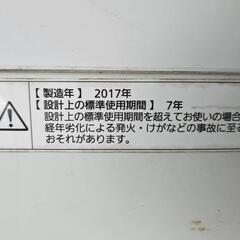 【製造年】 2017年
【設計上の標準使用期間】 7年
設計上の標準使用期間を超えてお使いの場合
経年劣化による発火・けがなどの事故に至る
おそれがあります。